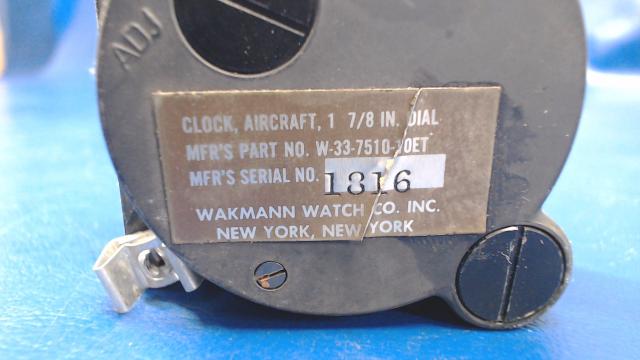 ADJ
CLOCK, AIRCRAFT, 1 7/8 IN. DIAL
MFR'S PART NO. W-33-7510-10ET
MFR'S SERIAL NO. 1816
WAKMANN WATCH CO. INC.
NEW YORK, NEW YORK